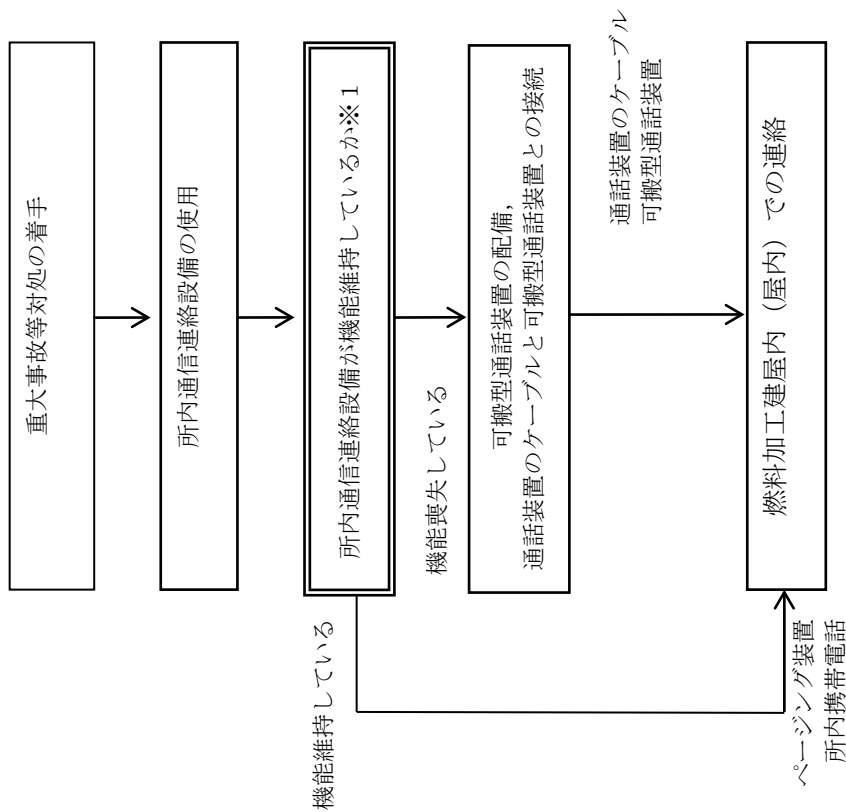 重大事故等対処の着手
所内通信連絡設備の使用
所内通信連絡設備が機能維持しているか※1
機能維持している
機能喪失している
可搬型通話装置の配備,
通話装置のケーブルと可搬型通話装置との接続
通話装置のケーブル
可搬型通話装置
ページング装置
所内携帯電話
燃料加工建屋内（屋内）での連絡